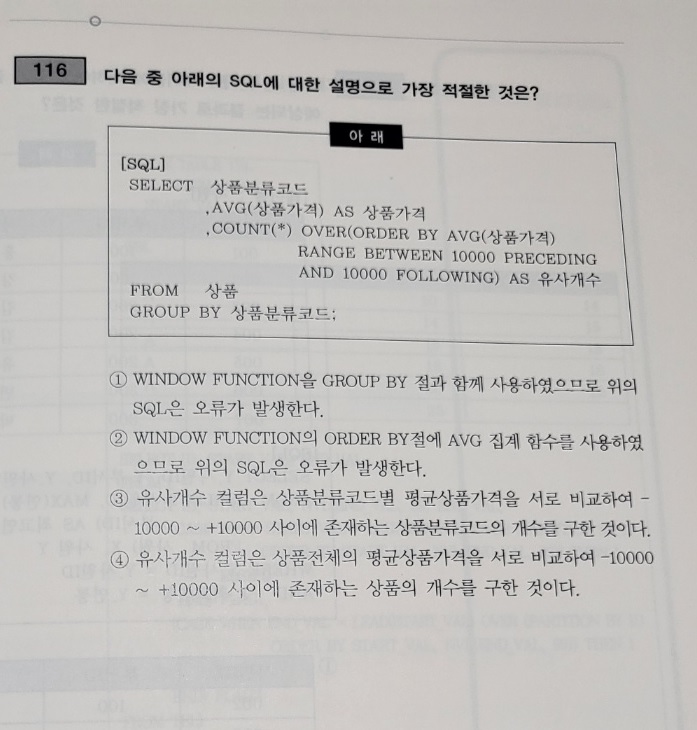 116
다음 중 아래의 SQL에 대한 설명으로 가장 적절한 것은?
아 래
[SQL]
SELECT 상품분류코드
,AVG(상품가격) AS 상품가격
,COUNT(*) OVER(ORDER BY AVG(상품가격)
RANGE BETWEEN 10000 PRECEDING
AND 10000 FOLLOWING) AS 유사개수
FROM 상품
GROUP BY 상품분류코드;
① WINDOW FUNCTION을 GROUP BY 절과 함께 사용하였으므로 위의
SQL은 오류가 발생한다.
② WINDOW FUNCTION의 ORDER BY절에 AVG 집계 함수를 사용하였
으므로 위의 SQL은 오류가 발생한다.
③ 유사개수 컬럼은 상품분류코드별 평균상품가격을 서로 비교하여 -
10000 ~ +10000 사이에 존재하는 상품분류코드의 개수를 구한 것이다.
④ 유사개수 컬럼은 상품전체의 평균상품가격을 서로 비교하여 -10000
~ +10000 사이에 존재하는 상품의 개수를 구한 것이다.